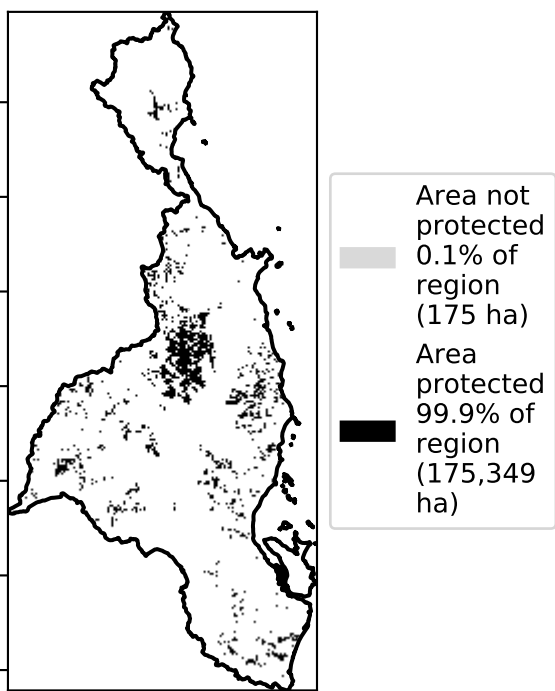 Area not
protected
0.1% of
region
(175 ha)
Area
protected
99.9% of
region
(175,349
ha)